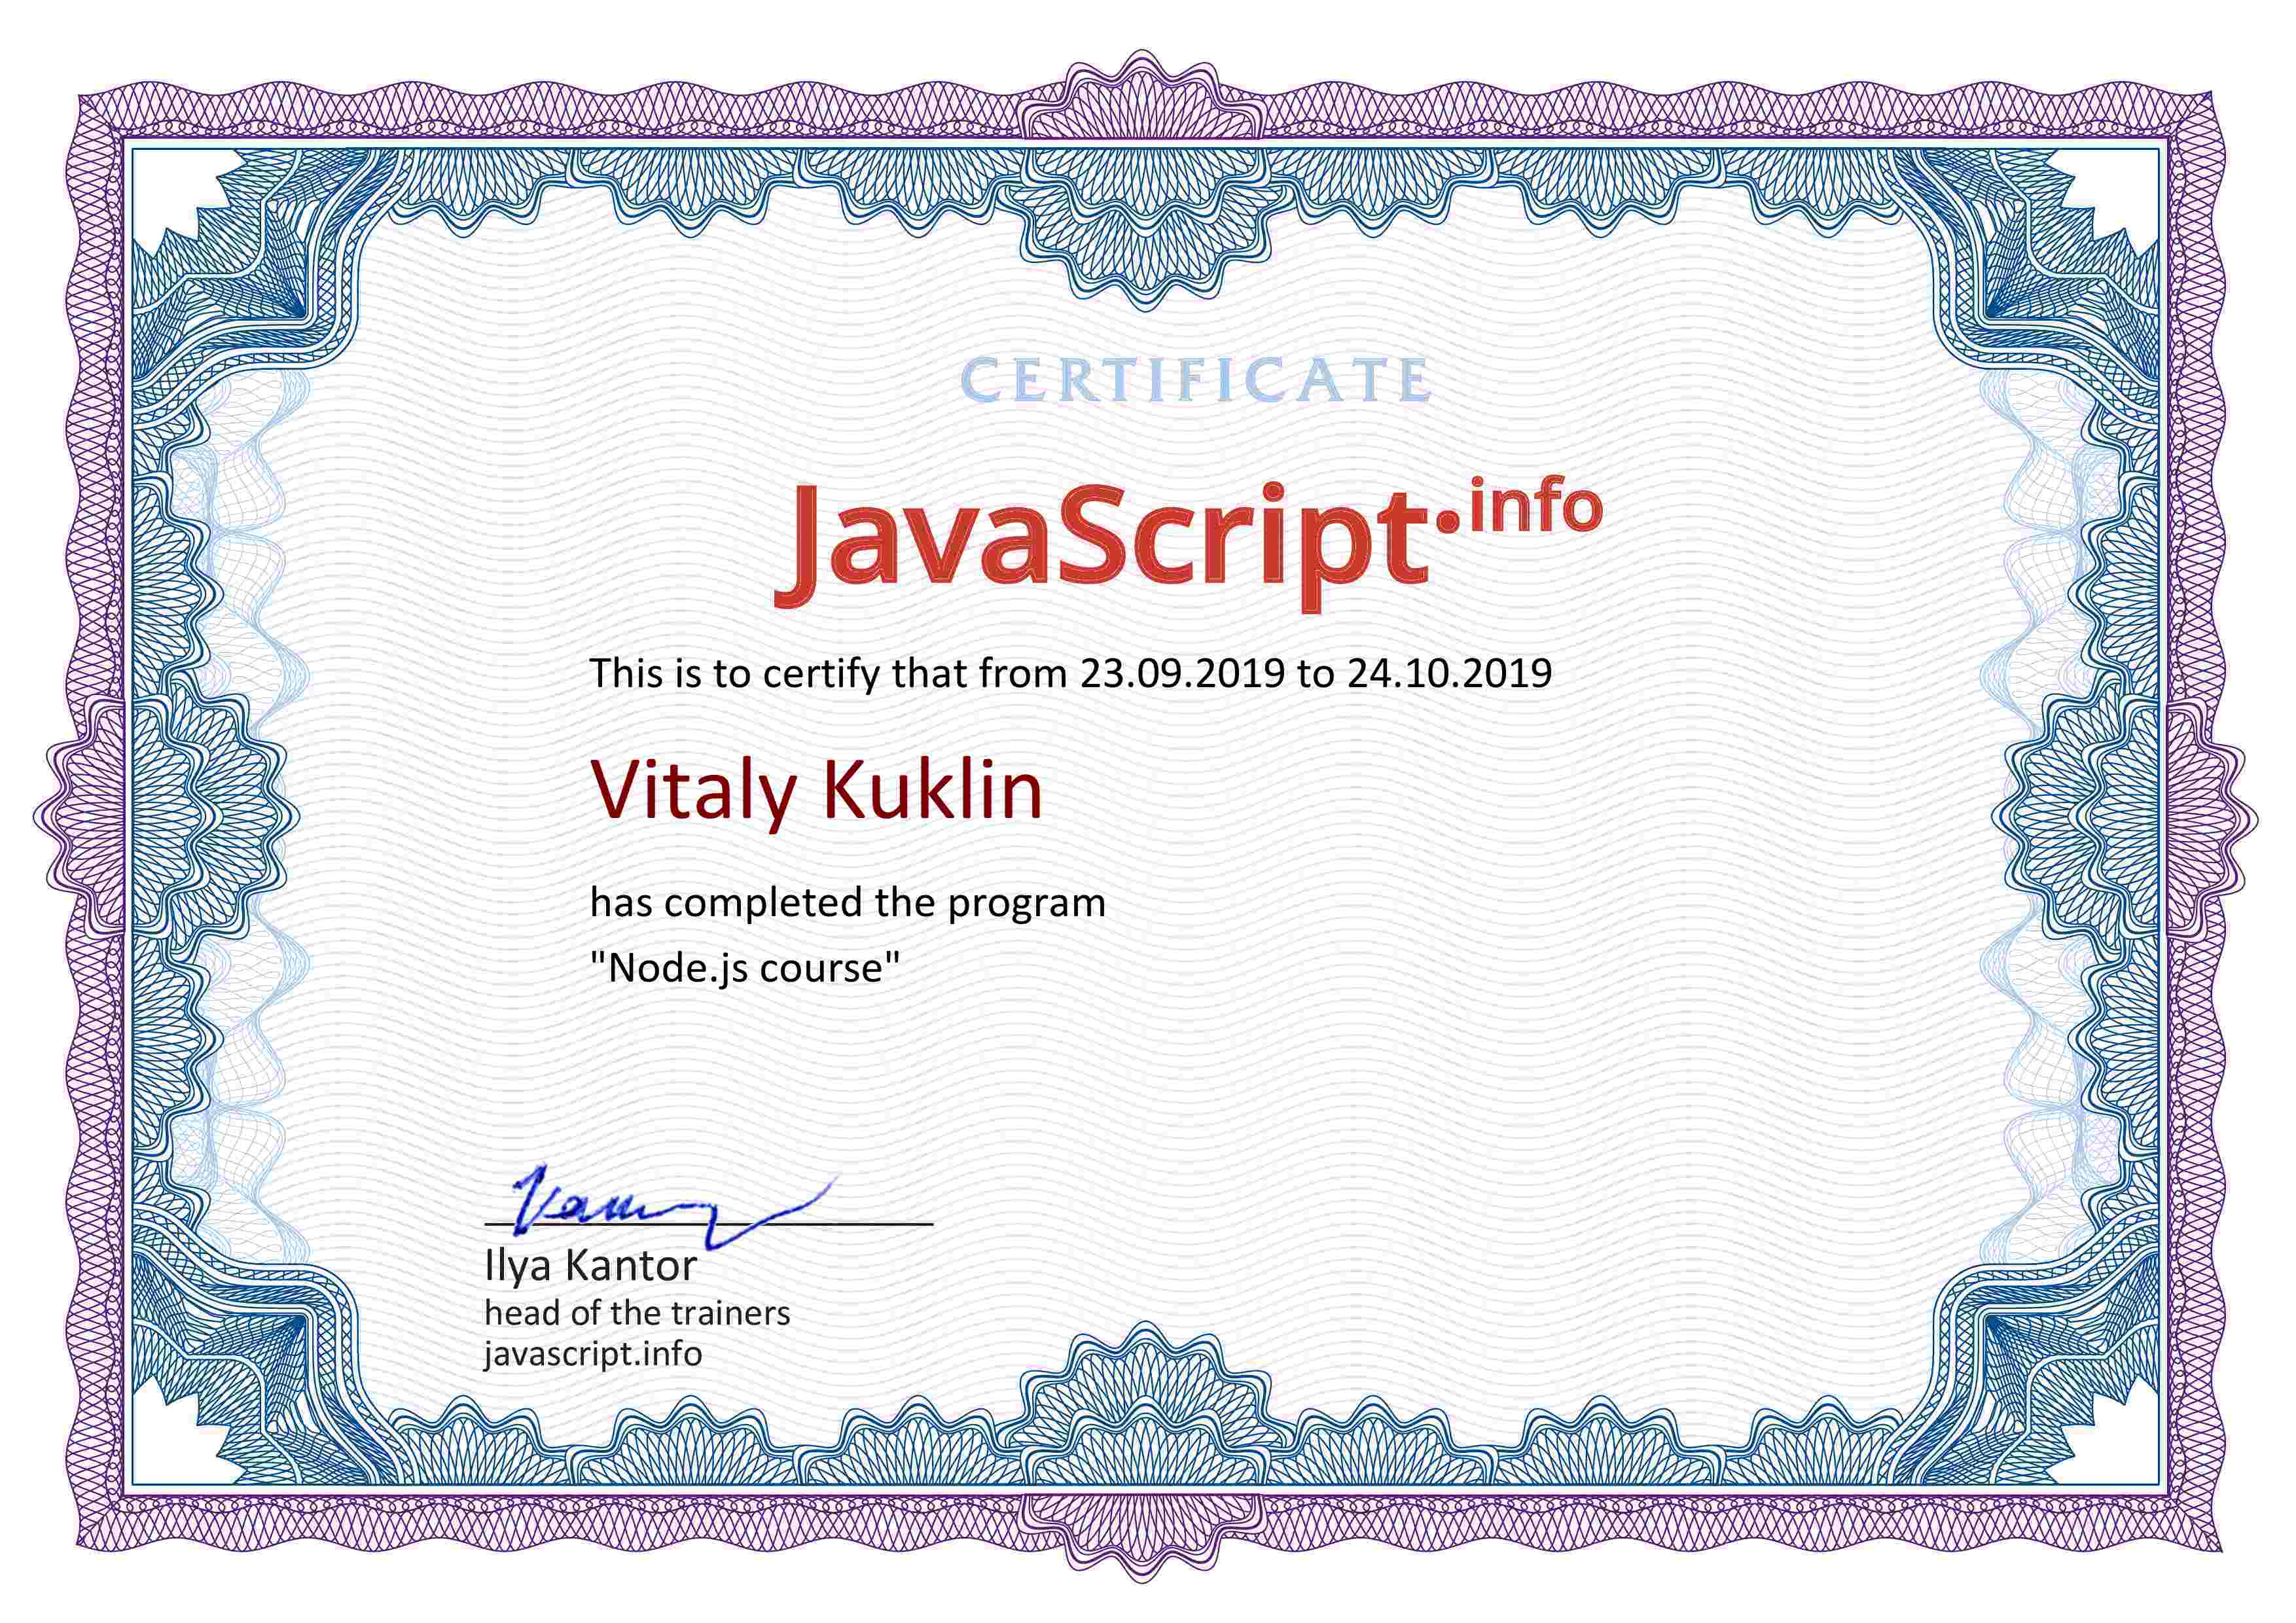 CERTIFICATE
JavaScript.info
This is to certify that from 23.09.2019 to 24.10.2019
Vitaly Kuklin
has completed the program
"Node.js course"
Ilya Kantor
head of the trainers
javascript.info